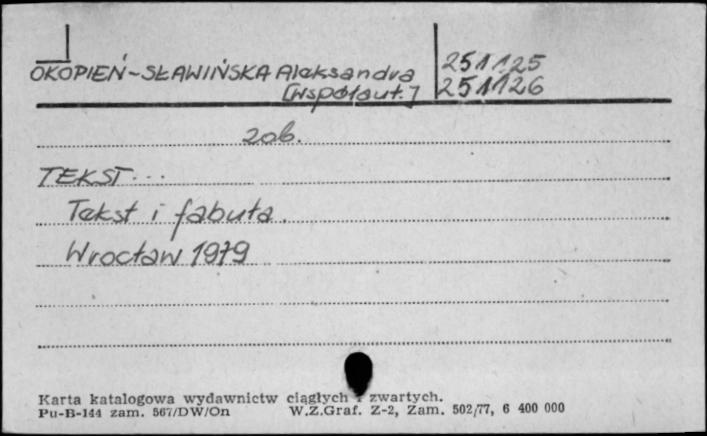 OKOPIEŃ-SŁAWIŃSKA Aleksandra
[współaut.]
251125
251126
zob.
TEKST...
Tekst i fabuła.
Wrocław 1979
Karta katalogowa wydawnictw ciągłych i zwartych.
Pu-B-144 zam. 567/DW/On W.Z.Graf. Z-2, Zam. 502/77, 6 400 000